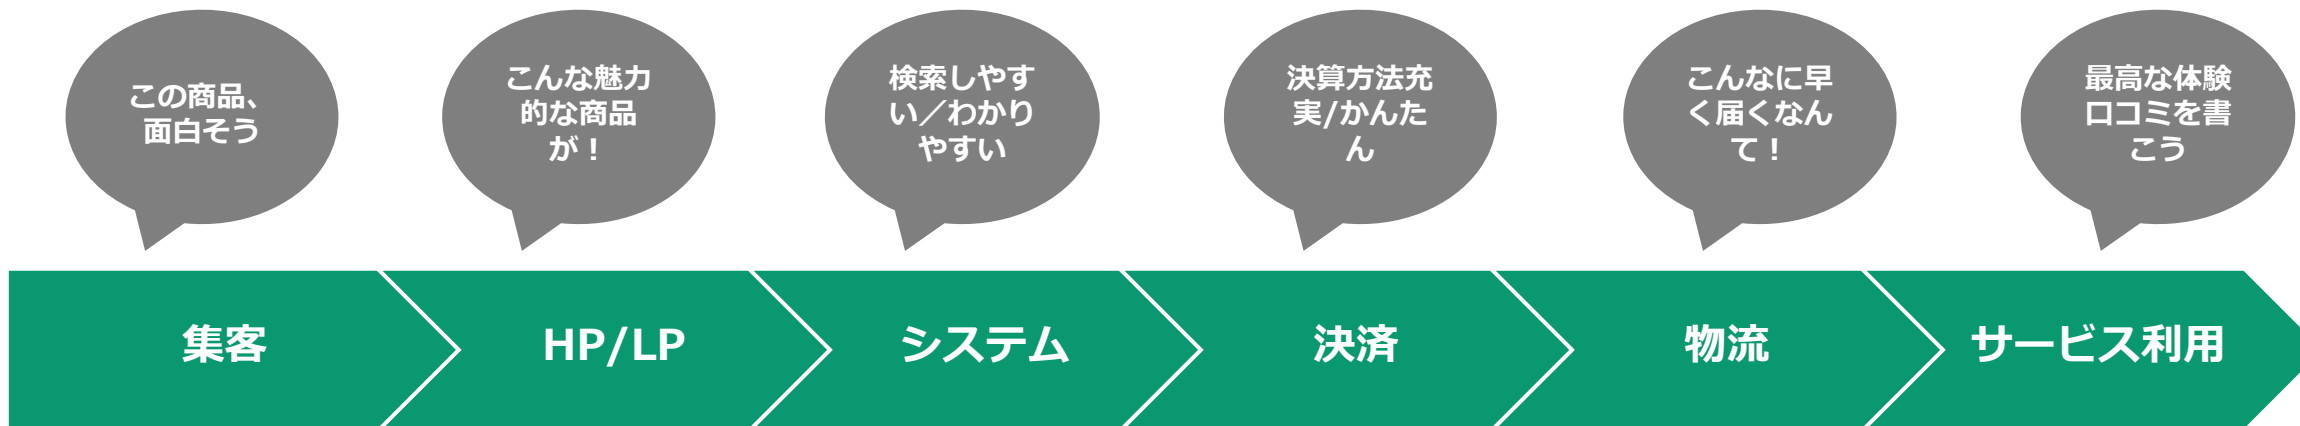 この商品、
面白そう
こんな魅力
的な商品
が！
検索しやす
い／わかり
やすい
決算方法充
実/かんた
ん
こんなに早
く届くなん
て！
最高な体験
口コミを書
こう
集客
HP/LP
システム
決済
物流
サービス利用